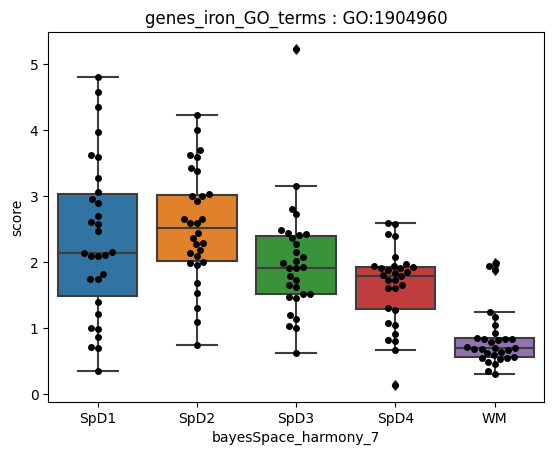 genes_iron_GO_terms : GO:1904960
score
5
4
3
2
1
0
SpD1 SpD2 SpD3 SpD4 WM
bayesSpace_harmony_7